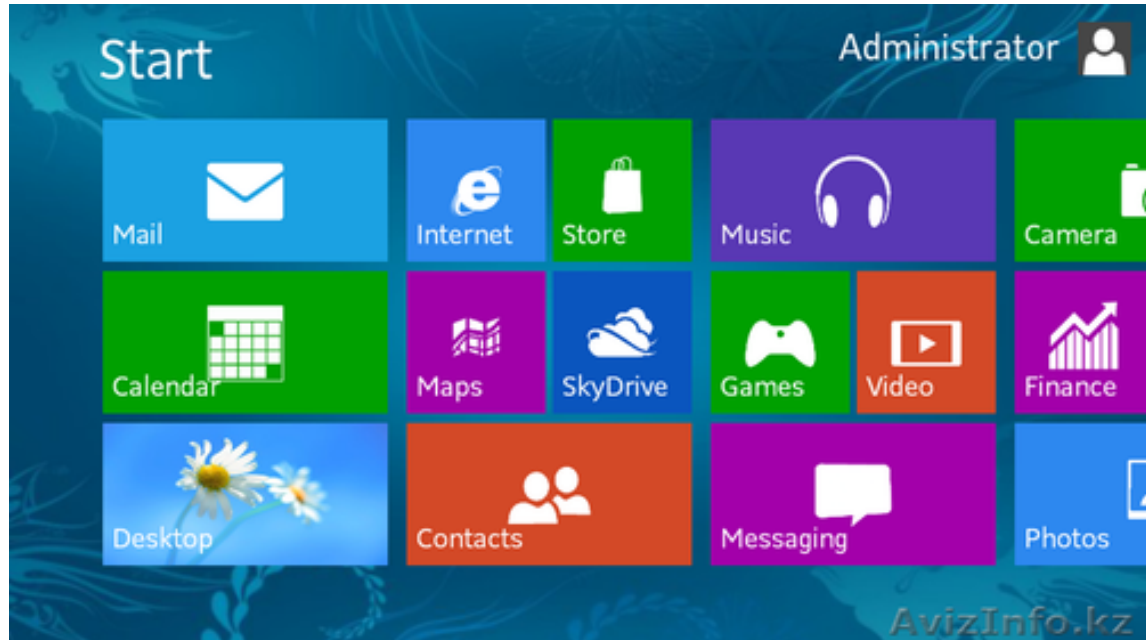 Start
Administrator
Mail
Internet
Store
Music
Camera
Calendar
Maps
SkyDrive
Games
Video
Finance
Desktop
Contacts
Messaging
Photos
AvizInfo.kz